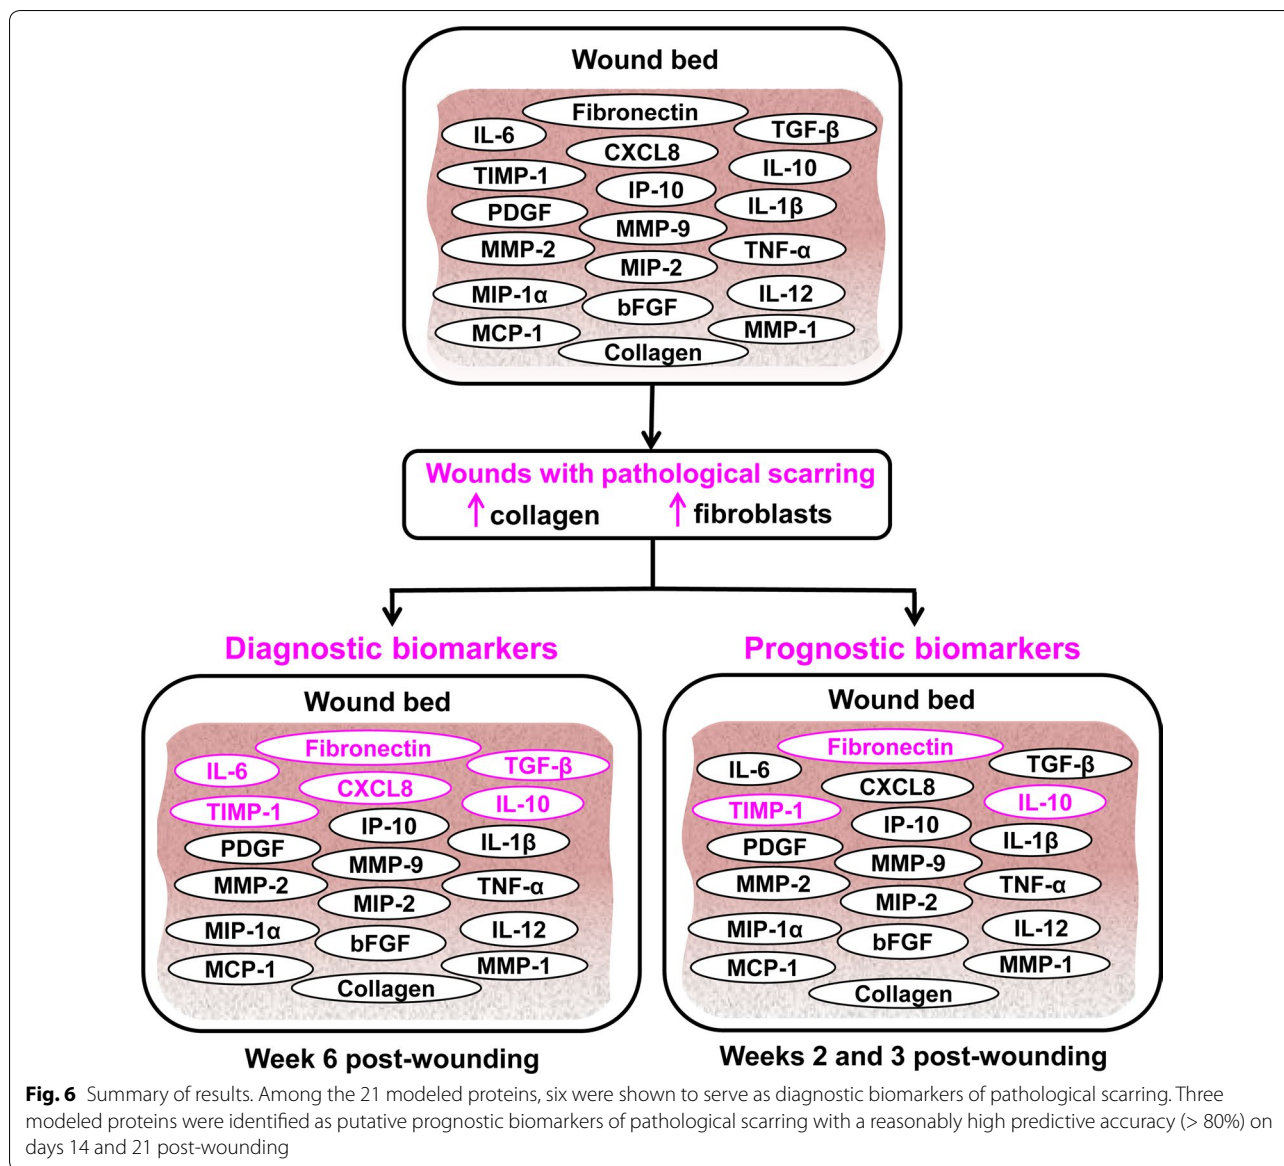 Wound bed
Fibronectin
IL-6
TGF-β
CXCL8
TIMP-1
IL-10
IP-10
PDGF
IL-1β
MMP-9
MMP-2
TNF-α
MIP-2
MIP-1α
IL-12
bFGF
MCP-1
MMP-1
Collagen
Wounds with pathological scarring
↑ collagen ↑ fibroblasts
Diagnostic biomarkers
Wound bed
Fibronectin
IL-6
TGF-β
CXCL8
TIMP-1
IL-10
IP-10
PDGF
IL-1β
MMP-9
MMP-2
TNF-α
MIP-2
MIP-1α
IL-12
bFGF
MCP-1
MMP-1
Collagen
Week 6 post-wounding
Prognostic biomarkers
Wound bed
Fibronectin
IL-6
TGF-β
CXCL8
TIMP-1
IL-10
IP-10
PDGF
IL-1β
MMP-9
MMP-2
TNF-α
MIP-2
MIP-1α
IL-12
bFGF
MCP-1
MMP-1
Collagen
Weeks 2 and 3 post-wounding
Fig. 6 Summary of results. Among the 21 modeled proteins, six were shown to serve as diagnostic biomarkers of pathological scarring. Three
modeled proteins were identified as putative prognostic biomarkers of pathological scarring with a reasonably high predictive accuracy (> 80%) on
days 14 and 21 post-wounding